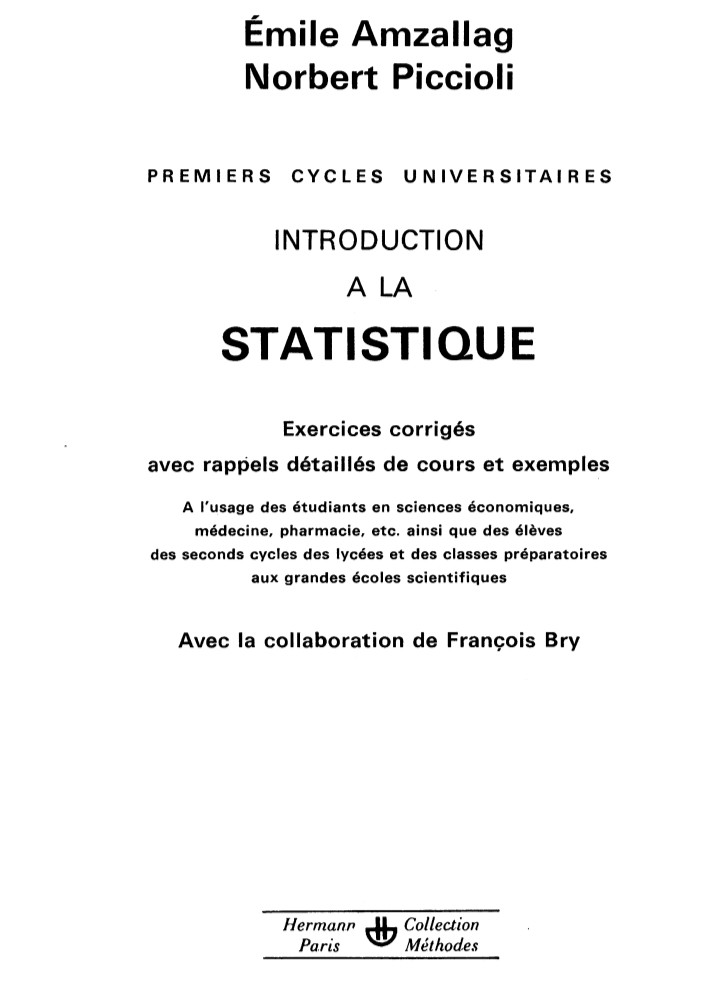 Émile Amzallag
Norbert Piccioli
PREMIERS CYCLES UNIVERSITAIRES
INTRODUCTION
A LA
STATISTIQUE
Exercices corrigés
avec rappels détaillés de cours et exemples
A l'usage des étudiants en sciences économiques,
médecine, pharmacie, etc. ainsi que des élèves
des seconds cycles des lycées et des classes préparatoires
aux grandes écoles scientifiques
Avec la collaboration de François Bry
Hermann Collection
Paris Méthodes